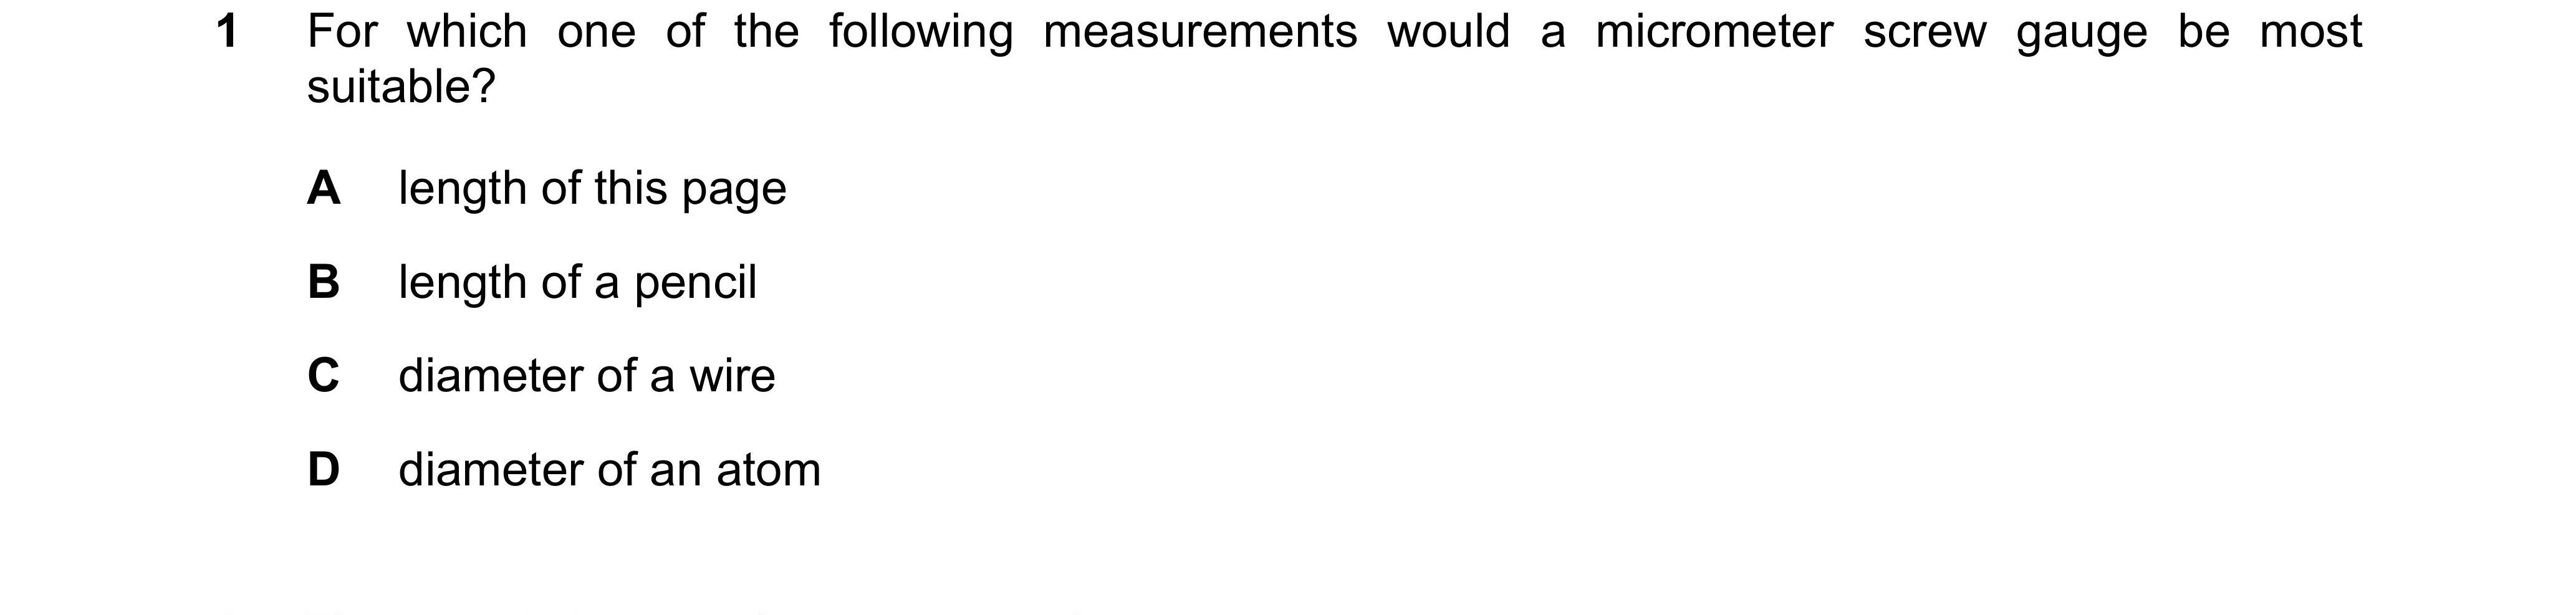 1 For which one of the following measurements would a micrometer screw gauge be most
suitable?
A length of this page
B length of a pencil
C diameter of a wire
D diameter of an atom